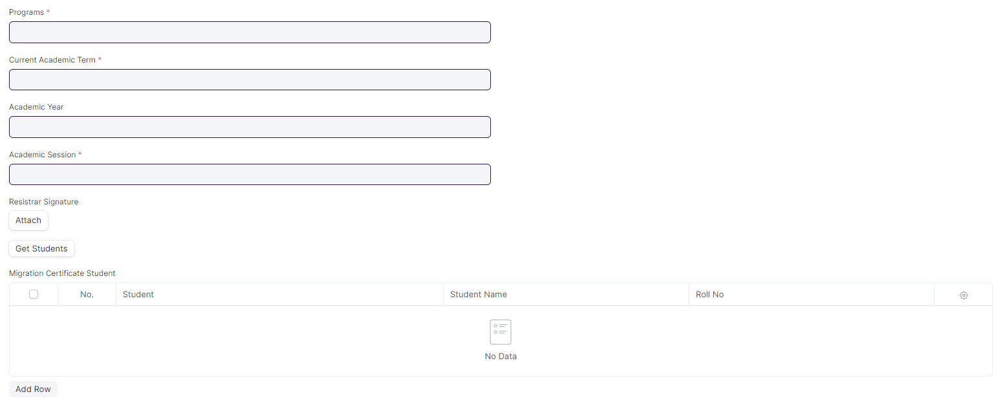 Programs *
Current Academic Term *
Academic Year
Academic Session *
Resistrar Signature
Attach
Get Students
Migration Certificate Student
No. Student Student Name Roll No
No Data
Add Row